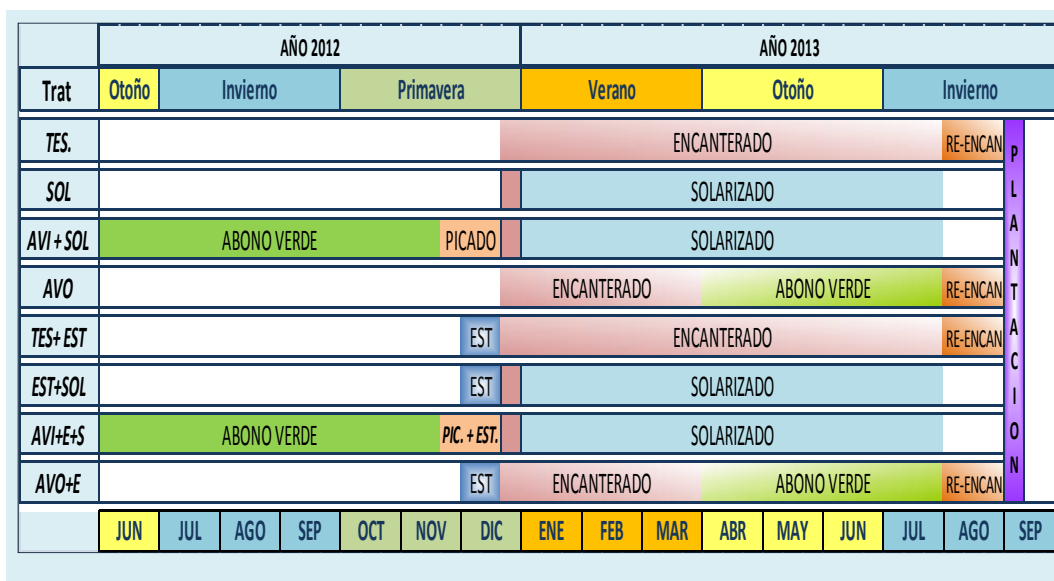 AÑO 2012 AÑO 2013
Trat Otoño Invierno Primavera Verano Otoño Invierno
TES. ENCANTERADO RE-ENCAN
SOL SOLARIZADO
AVI + SOL ABONO VERDE PICADO SOLARIZADO
AVO ENCANTERADO ABONO VERDE RE-ENCAN
TES+ EST EST ENCANTERADO RE-ENCAN
EST+SOL EST SOLARIZADO
AVI+E+S ABONO VERDE PIC. + EST. SOLARIZADO
AVO+E EST ENCANTERADO ABONO VERDE RE-ENCAN
PLANTACION
JUN JUL AGO SEP OCT NOV DIC ENE FEB MAR ABR MAY JUN JUL AGO SEP